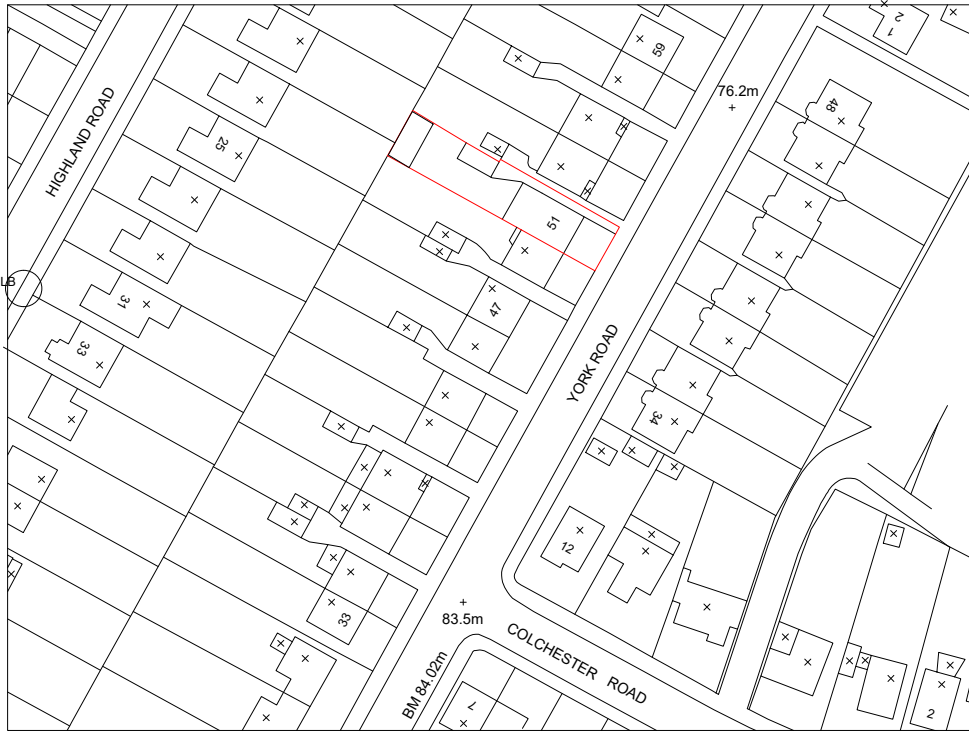 59
2
1
76.2m
48
HIGHLAND ROAD
25
51
LB
31
47
33
YORK ROAD
34
12
83.5m
33
COLCHESTER ROAD
BM 84.02m
7
2